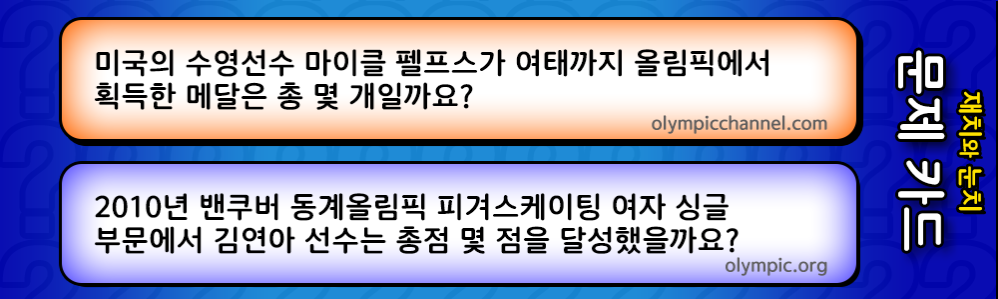 미국의 수영선수 마이클 펠프스가 여태까지 올림픽에서
획득한 메달은 총 몇 개일까요?
olympicchannel.com
2010년 밴쿠버 동계올림픽 피겨스케이팅 여자 싱글
부문에서 김연아 선수는 총점 몇 점을 달성했을까요?
olympic.org
재치와 눈치
문제 카드